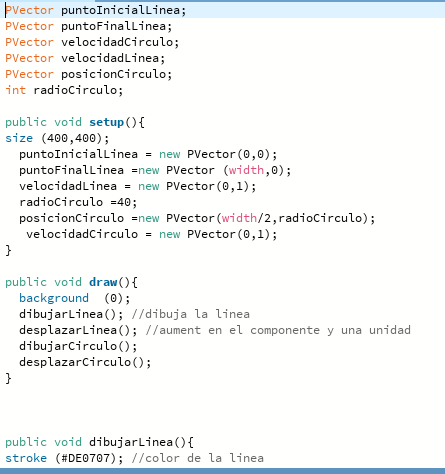 PVector puntoInicialLinea;
PVector puntoFinalLinea;
PVector velocidadCirculo;
PVector velocidadLinea;
PVector posicionCirculo;
int radioCirculo;
public void setup(){
size (400,400);
puntoInicialLinea = new PVector(0,0);
puntoFinalLinea =new PVector (width,0);
velocidadLinea = new PVector(0,1);
radioCirculo =40;
posicionCirculo =new PVector(width/2,radioCirculo);
velocidadCirculo = new PVector(0,1);
}
public void draw(){
background (0);
dibujarLinea(); //dibuja la linea
desplazarLinea(); //aument en el componente y una unidad
dibujarCirculo();
desplazarCirculo();
}
public void dibujarLinea(){
stroke (#DE0707); //color de la linea